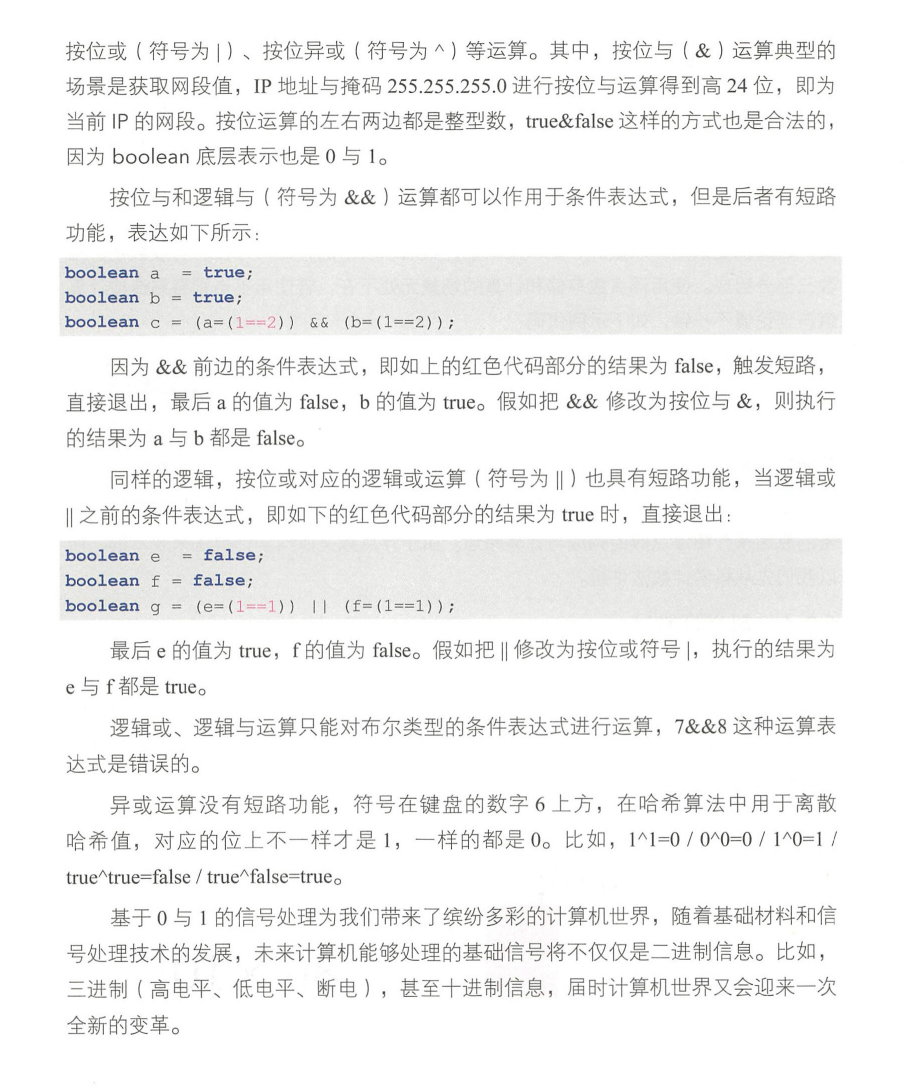 按位或（符号为 |）、按位异或（符号为 ^）等运算。其中，按位与（&）运算典型的
场景是获取网段值，IP 地址与掩码 255.255.255.0 进行按位与运算得到高 24 位，即为
当前 IP 的网段。按位运算的左右两边都是整型数，true&false 这样的方式也是合法的，
因为 boolean 底层表示也是 0 与 1。
按位与和逻辑与（符号为 &&）运算都可以作用于条件表达式，但是后者有短路
功能，表达如下所示：
boolean a = true;
boolean b = true;
boolean c = (a=(1==2)) && (b=(1==2));
因为 && 前边的条件表达式，即如上的红色代码部分的结果为 false，触发短路，
直接退出，最后 a 的值为 false，b 的值为 true。假如把 && 修改为按位与 &，则执行
的结果为 a 与 b 都是 false。
同样的逻辑，按位或对应的逻辑或运算（符号为 ||）也具有短路功能，当逻辑或
|| 之前的条件表达式，即如下的红色代码部分的结果为 true 时，直接退出：
boolean e = false;
boolean f = false;
boolean g = (e=(1==1)) || (f=(1==1));
最后 e 的值为 true，f 的值为 false。假如把 || 修改为按位或符号 |，执行的结果为
e 与 f 都是 true。
逻辑或、逻辑与运算只能对布尔类型的条件表达式进行运算，7&&8 这种运算表
达式是错误的。
异或运算没有短路功能，符号在键盘的数字 6 上方，在哈希算法中用于离散
哈希值，对应的位上不一样才是 1，一样的都是 0。比如，1^1=0 / 0^0=0 / 1^0=1 /
true^true=false / true^false=true。
基于 0 与 1 的信号处理为我们带来了缤纷多彩的计算机世界，随着基础材料和信
号处理技术的发展，未来计算机能够处理的基础信号将不仅仅是二进制信息。比如，
三进制（高电平、低电平、断电），甚至十进制信息，届时计算机世界又会迎来一次
全新的变革。